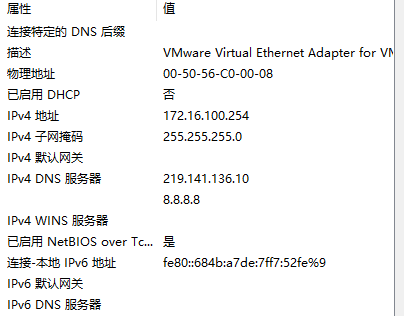 属性 值
连接特定的 DNS 后缀
描述 VMware Virtual Ethernet Adapter for VM
物理地址 00-50-56-C0-00-08
已启用 DHCP 否
IPv4 地址 172.16.100.254
IPv4 子网掩码 255.255.255.0
IPv4 默认网关
IPv4 DNS 服务器 219.141.136.10
8.8.8.8
IPv4 WINS 服务器
已启用 NetBIOS over Tc... 是
连接-本地 IPv6 地址 fe80::684b:a7de:7ff7:52fe%9
IPv6 默认网关
IPv6 DNS 服务器